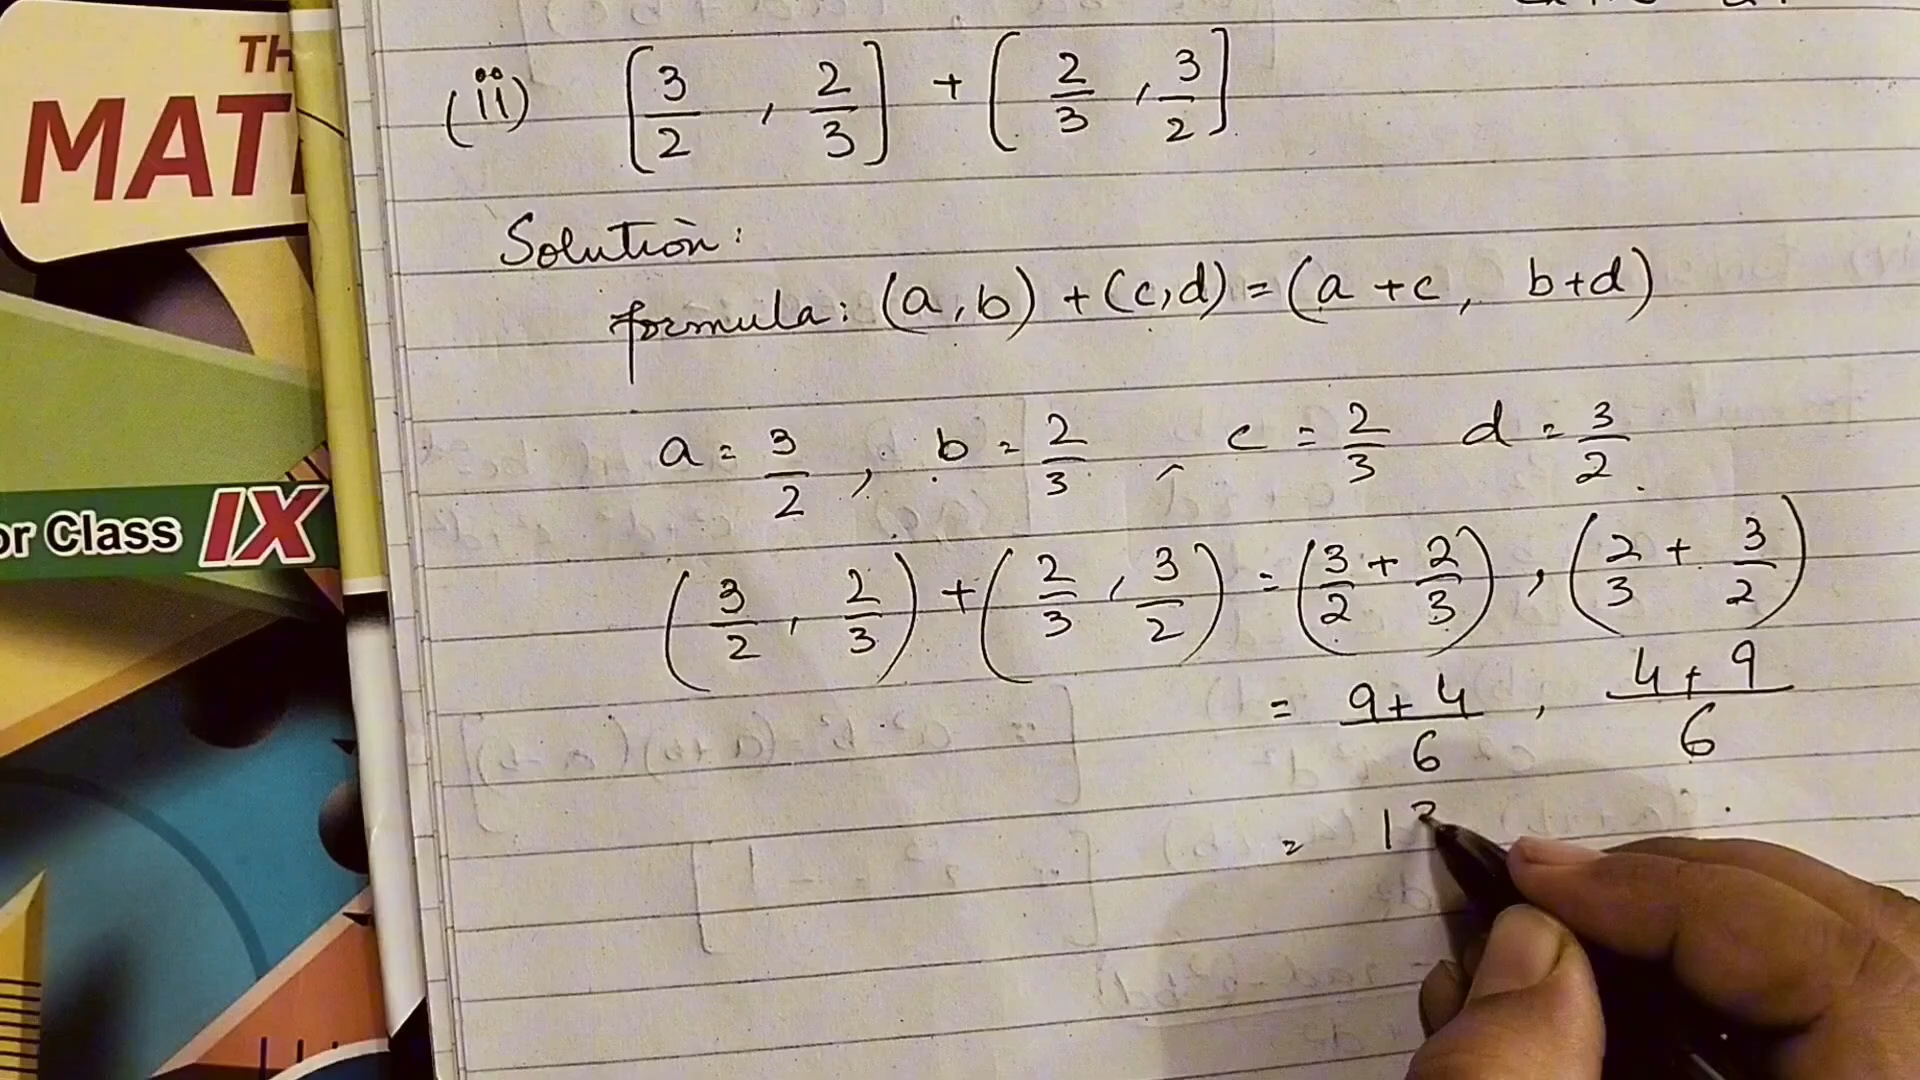 TH
MAT
or Class IX
(ii) [3/2 , 2/3] + [2/3 , 3/2]
Solution:
formula: (a,b) + (c,d) = (a + c, b+d)
a = 3/2 , b = 2/3 , c = 2/3 d = 3/2
(3/2 , 2/3) + (2/3 , 3/2) = (3/2 + 2/3) , (2/3 + 3/2)
= 9+4/6 , 4+9/6
= 13